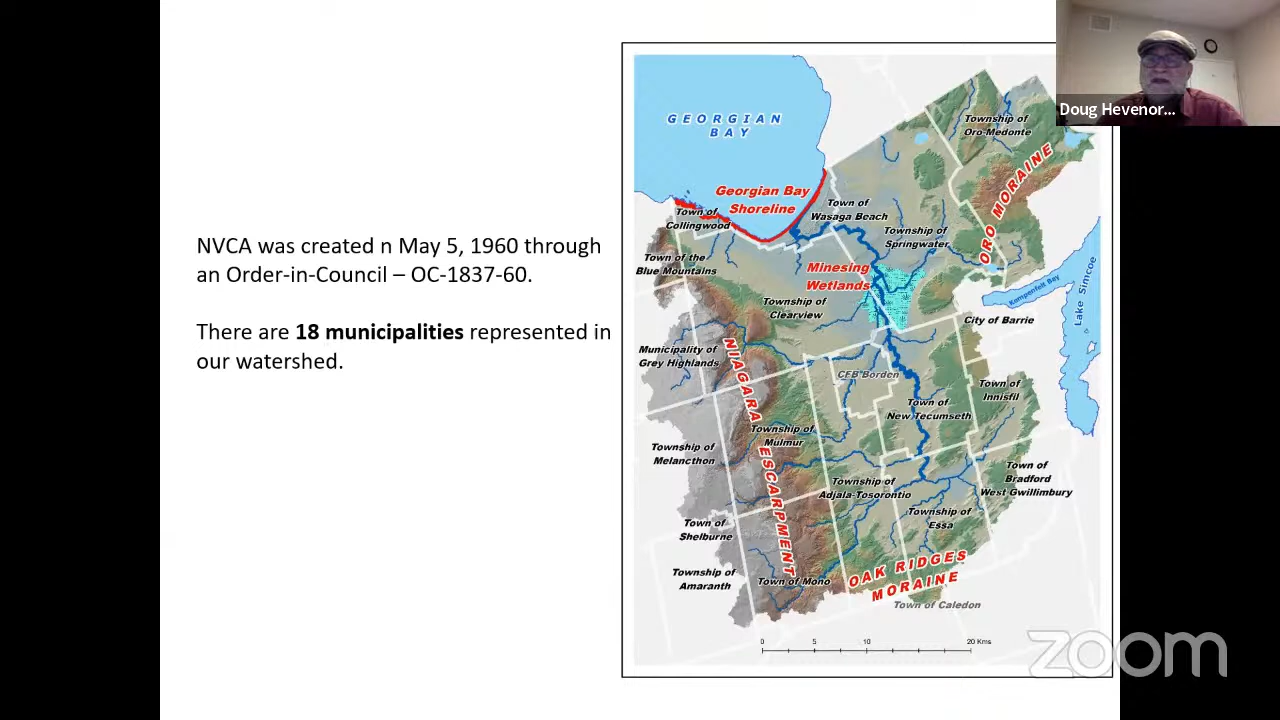 NVCA was created n May 5, 1960 through
an Order-in-Council – OC-1837-60.
There are 18 municipalities represented in
our watershed.
GEORGIAN
BAY
Georgian Bay
Shoreline
Town of
Collingwood
Town of the
Blue Mountains
Town of
Wasaga Beach
Township of
Springwater
Township of
Oro-Medonte
ORO MORAINE
Minesing
Wetlands
Township of
Clearview
Kempenfelt Bay
Lake Simcoe
City of Barrie
Municipality of
Grey Highlands
NIAGARA ESCARPMENT
CFB Borden
Town of
Innisfil
Town of
New Tecumseth
Township of
Mulmur
Township of
Melancthon
Town of
Bradford
West Gwillimbury
Township of
Adjala-Tosorontio
Township of
Essa
Town of
Shelburne
Township of
Amaranth
Town of Mono
OAK RIDGES
MORAINE
Town of Caledon
0 5 10 20 Kms
Doug Hevenor...
zoom